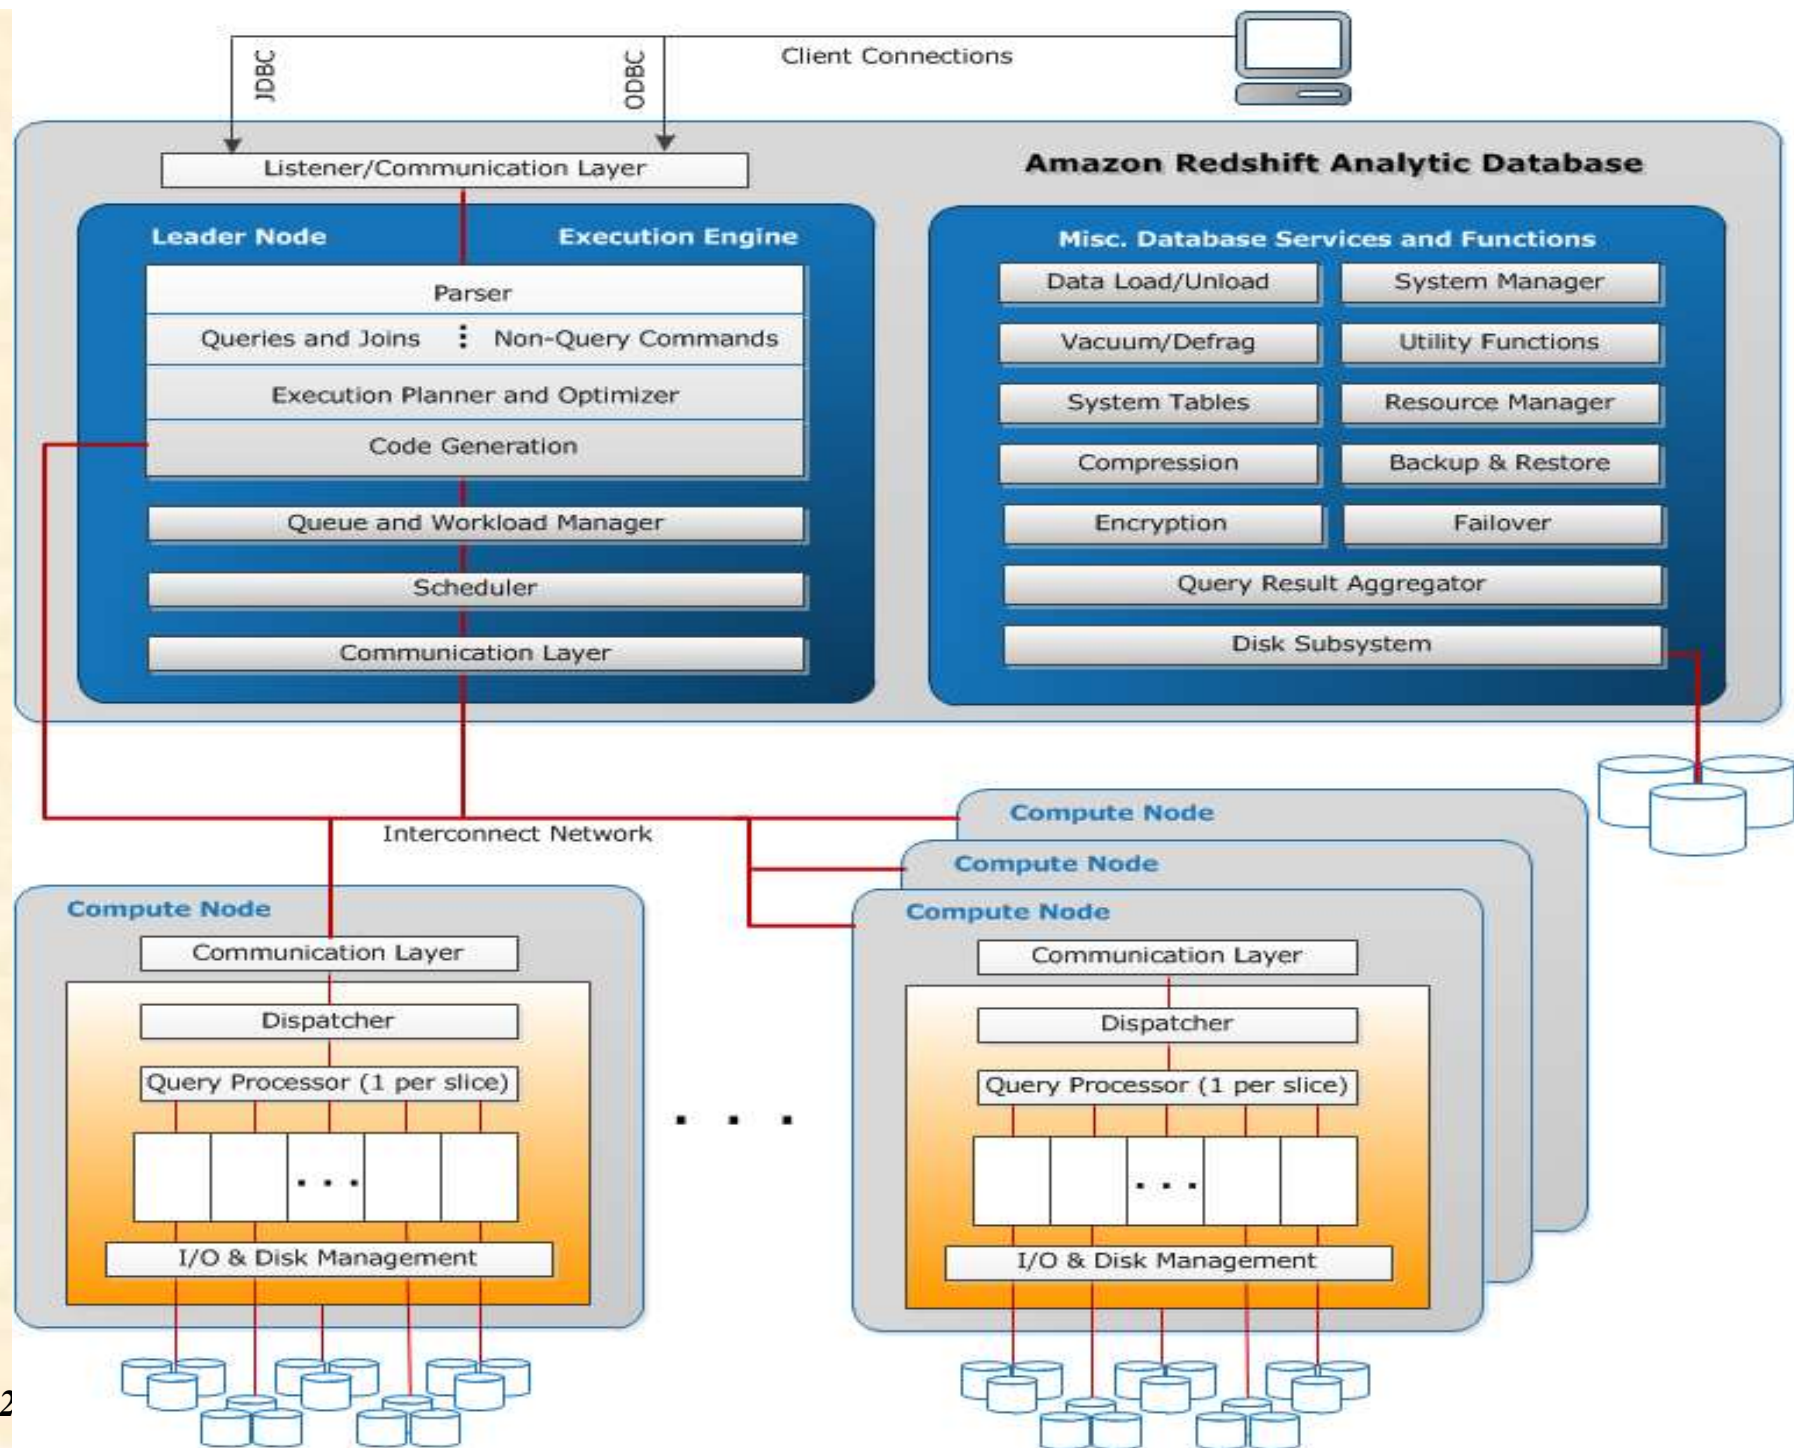 Client Connections
JDBC
ODBC
Listener/Communication Layer
Amazon Redshift Analytic Database
Leader Node
Execution Engine
Parser
Queries and Joins
Non-Query Commands
Execution Planner and Optimizer
Code Generation
Queue and Workload Manager
Scheduler
Communication Layer
Misc. Database Services and Functions
Data Load/Unload
System Manager
Vacuum/Defrag
Utility Functions
System Tables
Resource Manager
Compression
Backup & Restore
Encryption
Failover
Query Result Aggregator
Disk Subsystem
Interconnect Network
Compute Node
Communication Layer
Dispatcher
Query Processor (1 per slice)
. . .
I/O & Disk Management
. . .
Compute Node
Compute Node
Compute Node
Communication Layer
Dispatcher
Query Processor (1 per slice)
. . .
I/O & Disk Management
2